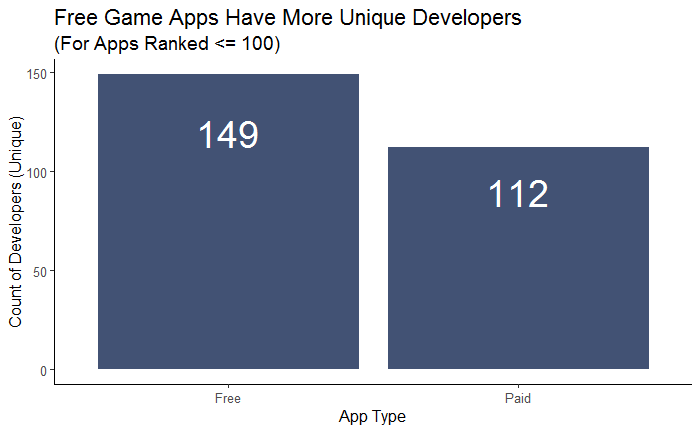 Free Game Apps Have More Unique Developers
(For Apps Ranked <= 100)
Count of Developers (Unique)
150
100
50
0
149
112
Free
Paid
App Type